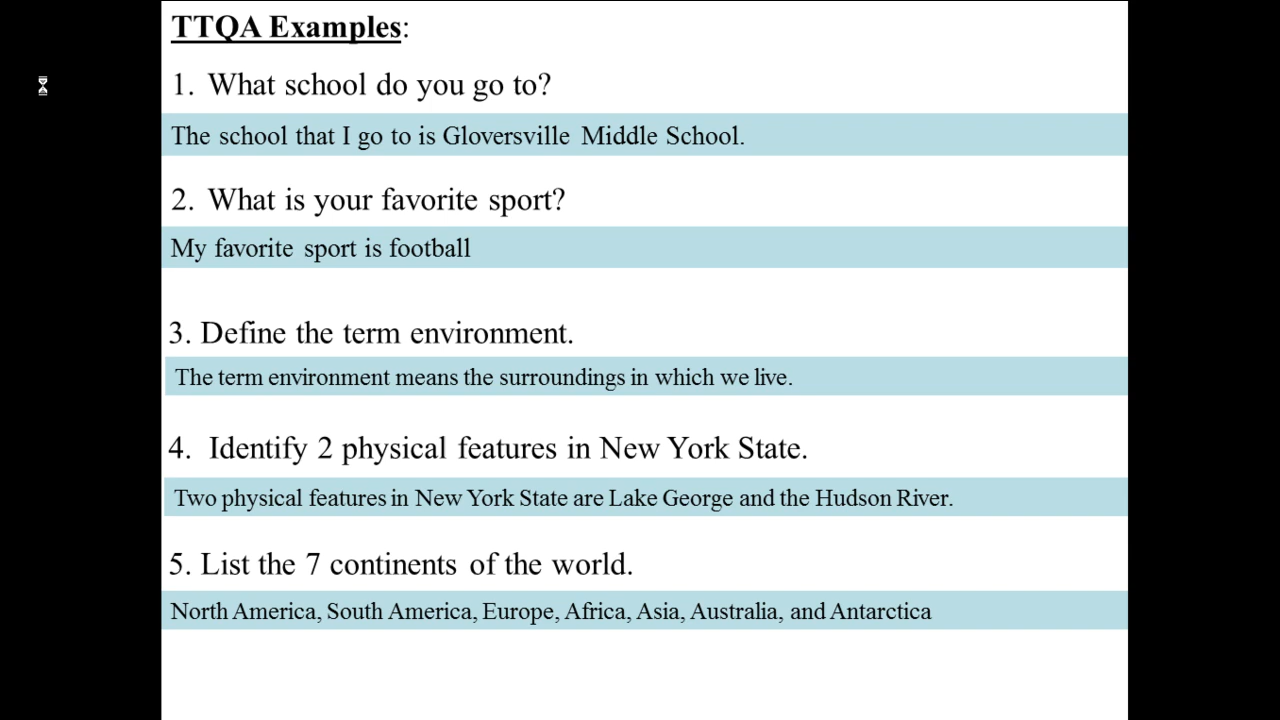 TTQA Examples:
1. What school do you go to?
The school that I go to is Gloversville Middle School.
2. What is your favorite sport?
My favorite sport is football
3. Define the term environment.
The term environment means the surroundings in which we live.
4. Identify 2 physical features in New York State.
Two physical features in New York State are Lake George and the Hudson River.
5. List the 7 continents of the world.
North America, South America, Europe, Africa, Asia, Australia, and Antarctica